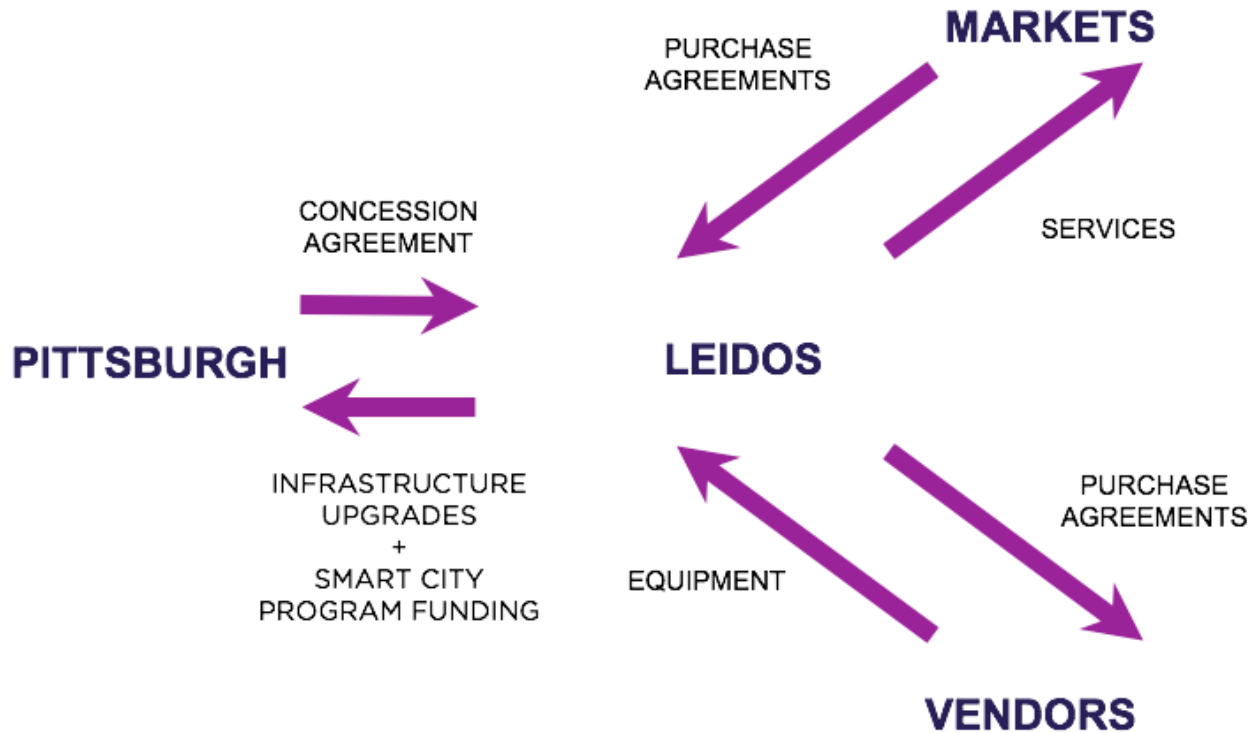 MARKETS
PURCHASE
AGREEMENTS
CONCESSION
AGREEMENT
SERVICES
PITTSBURGH
LEIDOS
INFRASTRUCTURE
UPGRADES
+
SMART CITY
PROGRAM FUNDING
EQUIPMENT
PURCHASE
AGREEMENTS
VENDORS